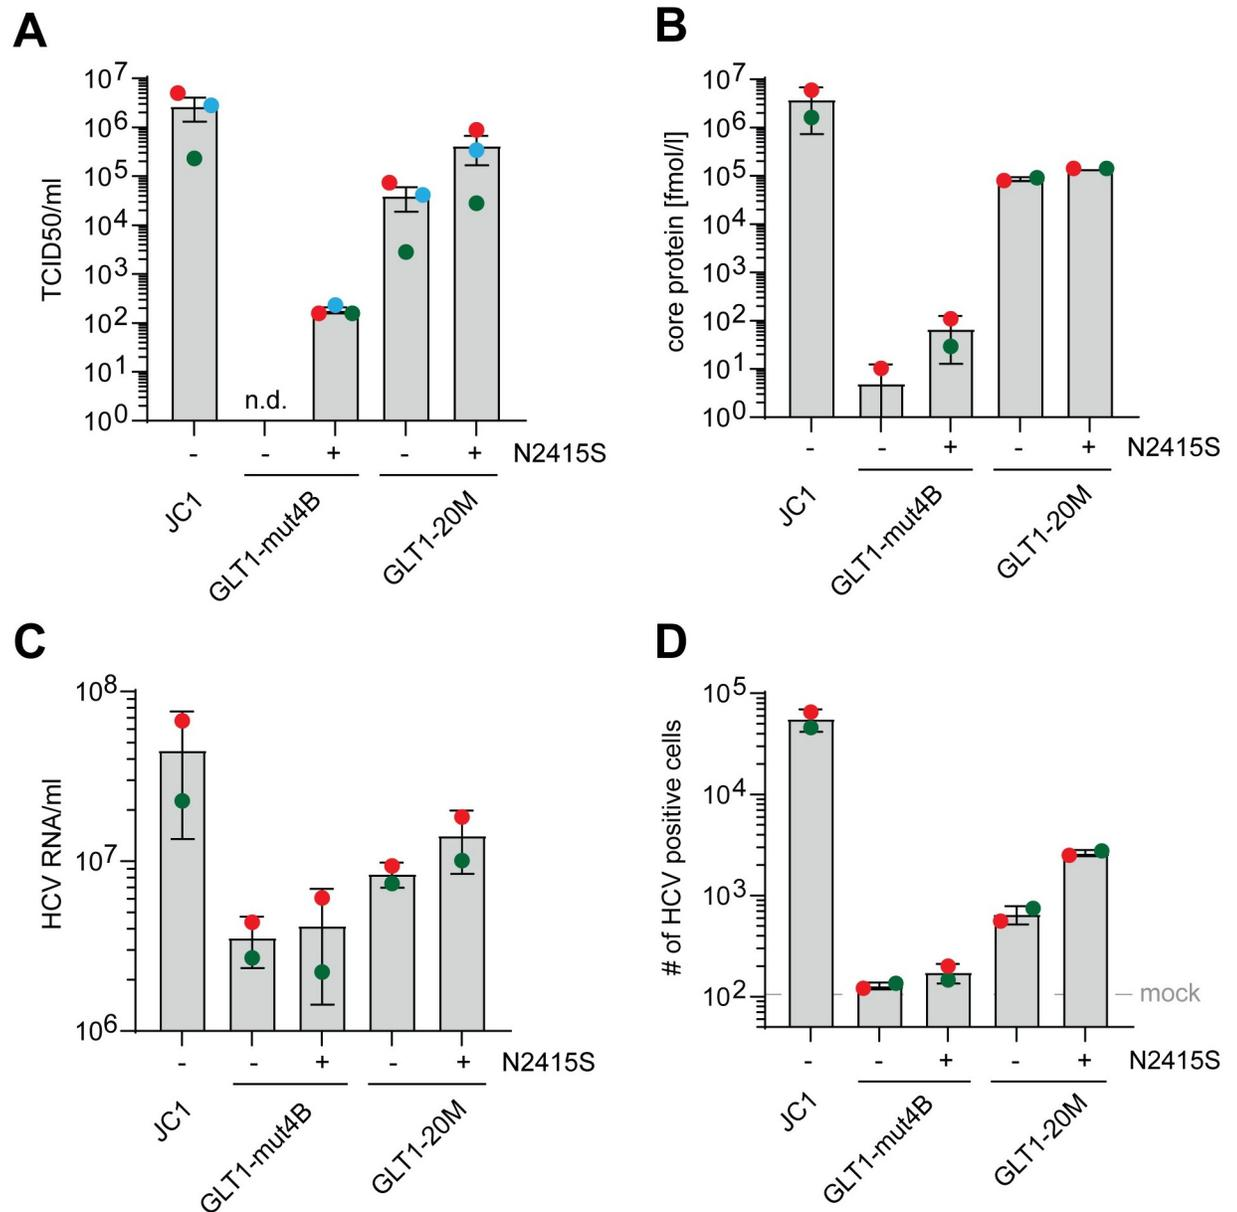 A
TCID50/ml
10⁷
10⁶
10⁵
10⁴
10³
10²
10¹
10⁰
n.d.
- - + - + N2415S
JC1
GLT1-mut4B
GLT1-20M
B
core protein [fmol/l]
10⁷
10⁶
10⁵
10⁴
10³
10²
10¹
10⁰
- - + - + N2415S
JC1
GLT1-mut4B
GLT1-20M
C
HCV RNA/ml
10⁸
10⁷
10⁶
- - + - + N2415S
JC1
GLT1-mut4B
GLT1-20M
D
# of HCV positive cells
10⁵
10⁴
10³
10²
mock
- - + - + N2415S
JC1
GLT1-mut4B
GLT1-20M